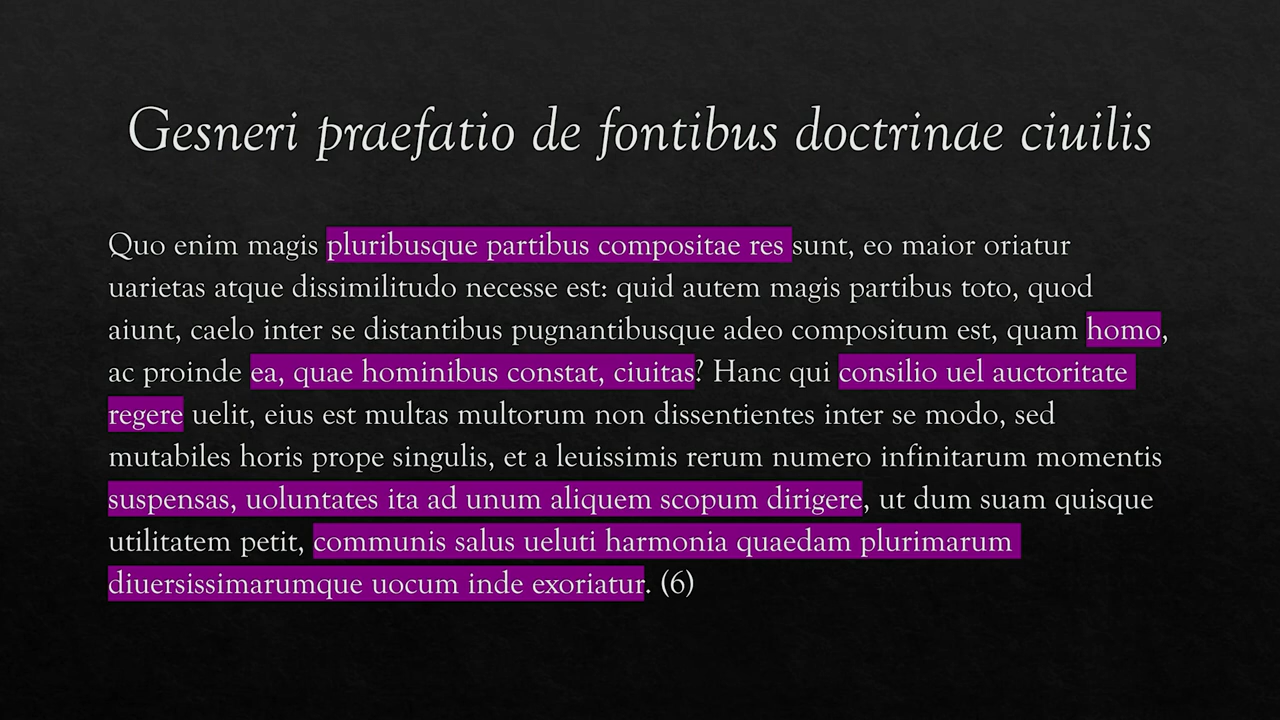 Gesneri praefatio de fontibus doctrinae ciuilis
Quo enim magis pluribusque partibus compositae res sunt, eo maior oriatur
uarietas atque dissimilitudo necesse est: quid autem magis partibus toto, quod
aiunt, caelo inter se distantibus pugnantibusque adeo compositum est, quam homo,
ac proinde ea, quae hominibus constat, ciuitas? Hanc qui consilio uel auctoritate
regere uelit, eius est multas multorum non dissentientes inter se modo, sed
mutabiles horis prope singulis, et a leuissimis rerum numero infinitarum momentis
suspensas, uoluntates ita ad unum aliquem scopum dirigere, ut dum suam quisque
utilitatem petit, communis salus ueluti harmonia quaedam plurimarum
diuersissimarumque uocum inde exoriatur. (6)